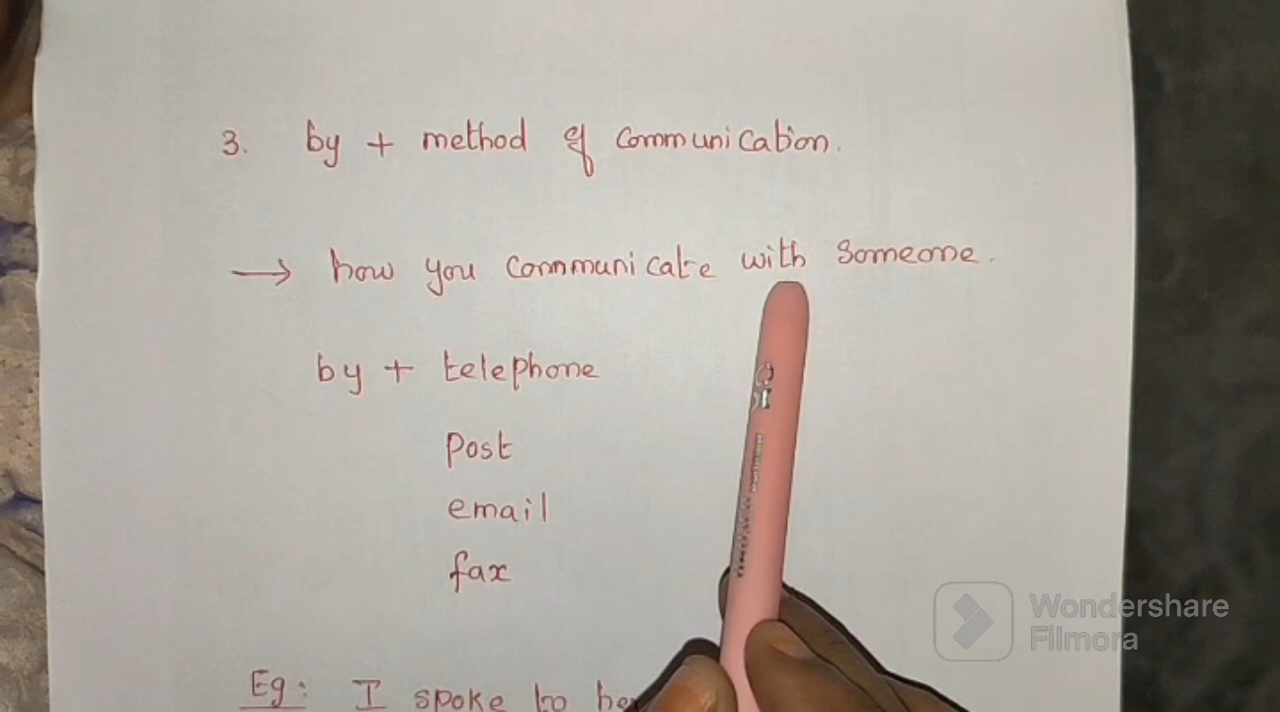 3. by + method of communication.
→ how you communicate with someone.
by + telephone
post
email
fax
Eg: I spoke to
Wondershare
Filmora